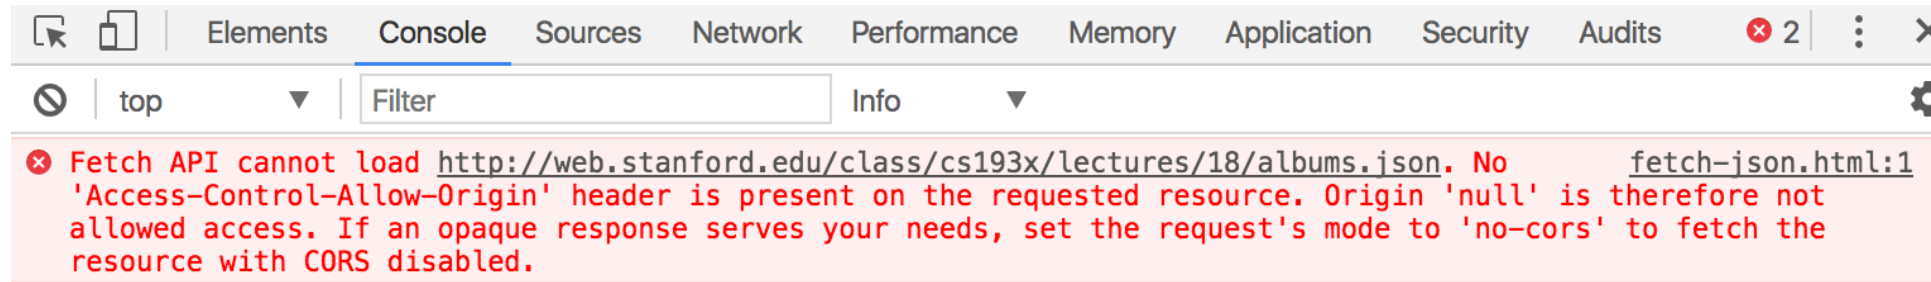 Elements Console Sources Network Performance Memory Application Security Audits 2
top Filter Info
Fetch API cannot load http://web.stanford.edu/class/cs193x/lectures/18/albums.json. No fetch-json.html:1
'Access-Control-Allow-Origin' header is present on the requested resource. Origin 'null' is therefore not
allowed access. If an opaque response serves your needs, set the request's mode to 'no-cors' to fetch the
resource with CORS disabled.